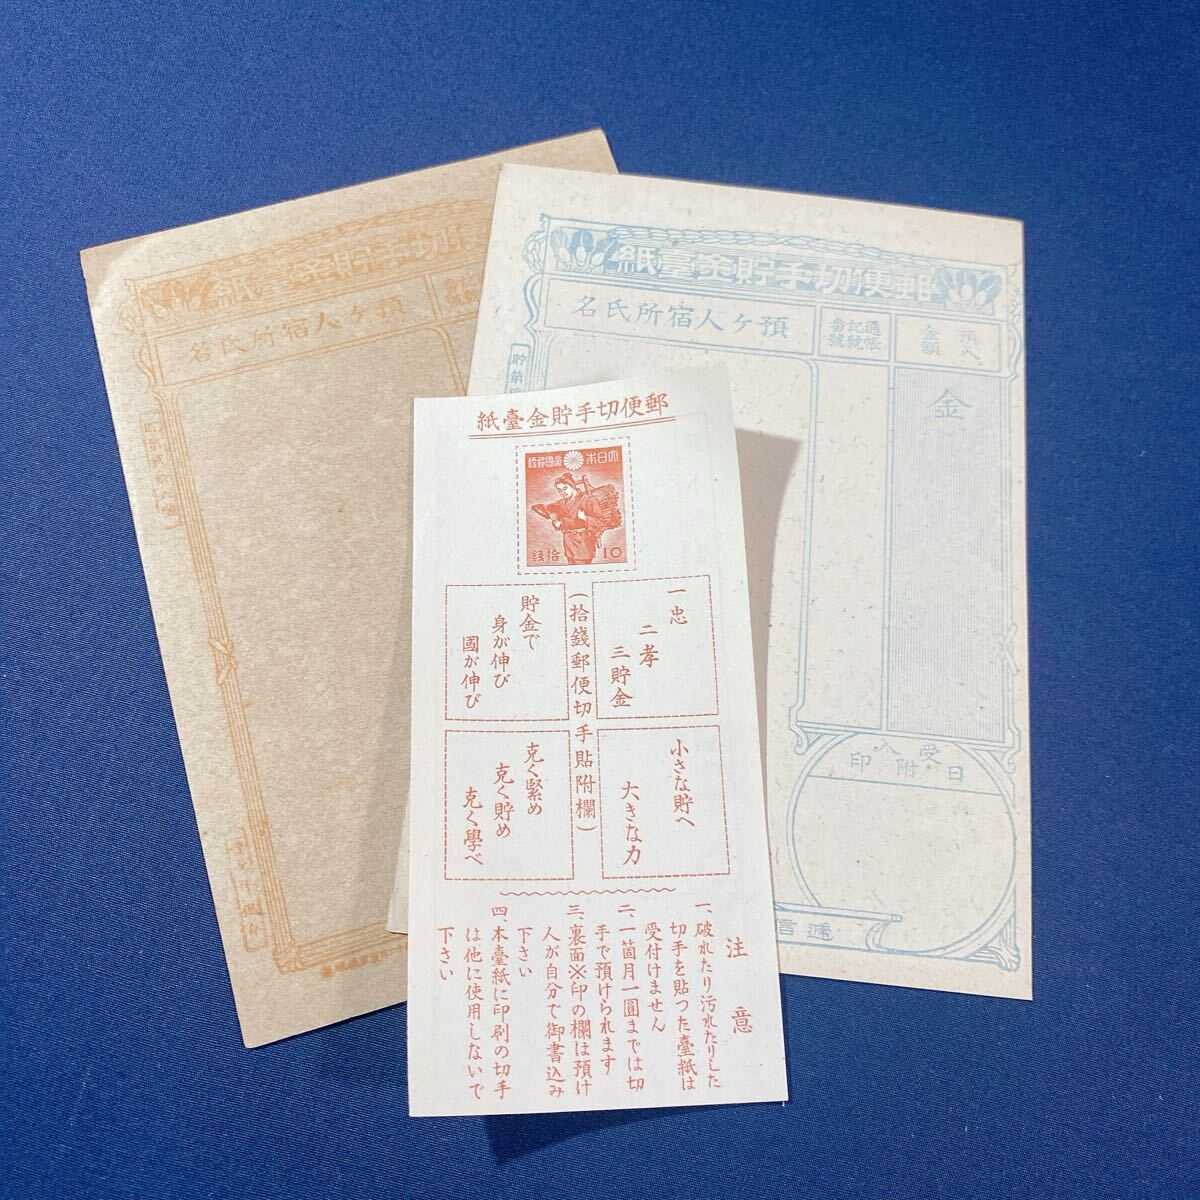 紙臺金貯手切便郵
大日本帝國郵便
拾錢
10
一忠
二孝
三貯金
小さな貯へ
大きな力
(拾錢郵便切手貼附欄)
貯金で
身が伸び
國が伸び
克く緊め
克く貯め
克く學べ
注意
一、破れたり汚れたりした
切手を貼つた臺紙は
受付けません
二、一箇月一圓までは切
手で預けられます
三、裏面※印の欄は預け
人が自分で御書込み
下さい
四、本臺紙に印刷の切手
は他に使用しないで
下さい
紙臺金貯手切便郵
預入
金額
通帳
記號
番號
名氏所宿人ヶ預
金
受入
日附印
遞信
紙臺金貯手切便
名氏所宿人ヶ預